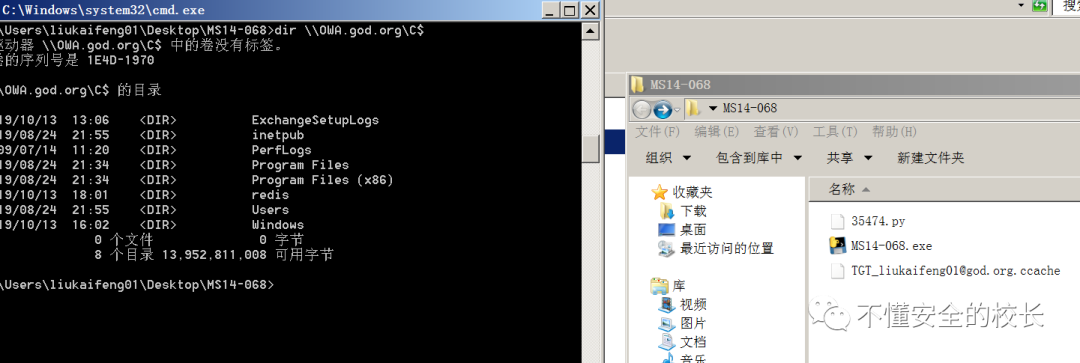 C:\Windows\system32\cmd.exe
\Users\liukaifeng01\Desktop\MS14-068>dir \\OWA.god.org\C$
驱动器 \\OWA.god.org\C$ 中的卷没有标签。
卷的序列号是 1E4D-1970
\OWA.god.org\C$ 的目录
19/10/13 13:06 <DIR> ExchangeSetupLogs
19/08/24 21:55 <DIR> inetpub
09/07/14 11:20 <DIR> PerfLogs
19/08/24 21:34 <DIR> Program Files
19/08/24 21:34 <DIR> Program Files (x86)
19/10/13 18:01 <DIR> redis
19/08/24 21:55 <DIR> Users
19/10/13 16:02 <DIR> Windows
0 个文件 0 字节
8 个目录 13,952,811,008 可用字节
\Users\liukaifeng01\Desktop\MS14-068>
搜索
MS14-068
MS14-068
文件(F) 编辑(E) 查看(V) 工具(T) 帮助(H)
组织 包含到库中 共享 新建文件夹
收藏夹
下载
桌面
最近访问的位置
库
视频
图片
文档
音乐
名称
35474.py
MS14-068.exe
TGT_liukaifeng01@god.org.ccache
不懂安全的校长